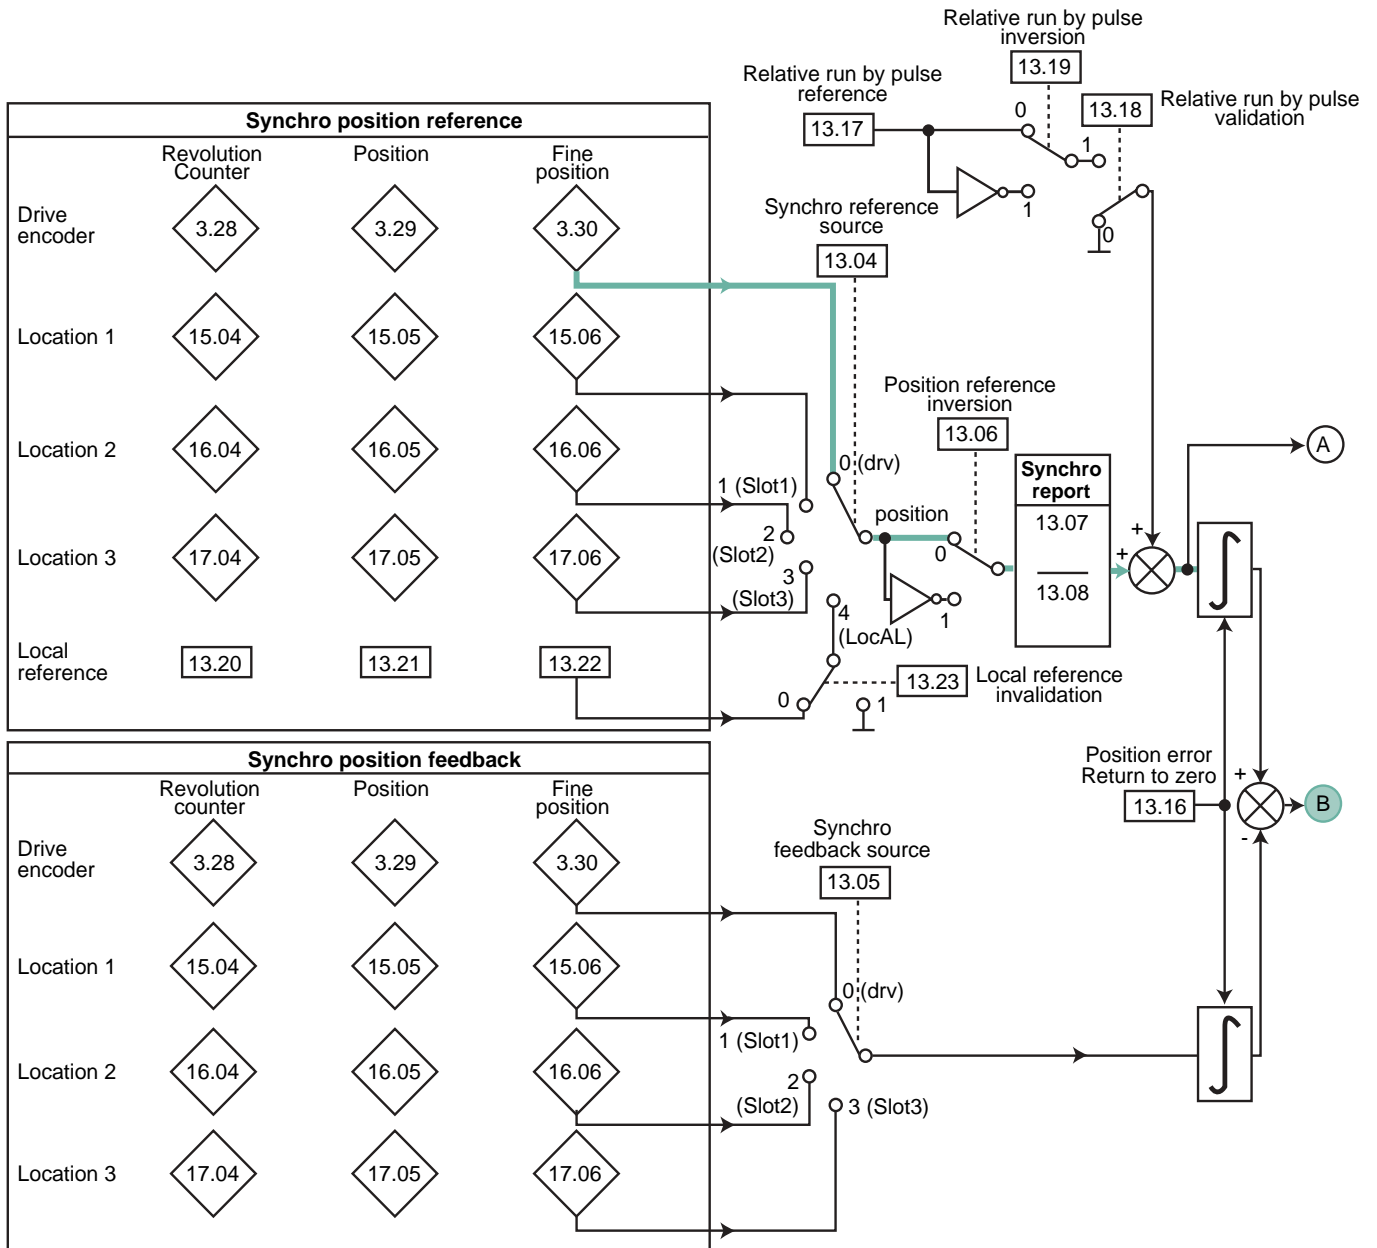 Relative run by pulse
inversion
13.19
Relative run by pulse
reference
13.17
0
13.18
Relative run by pulse
validation
1
1
0
Synchro position reference
Revolution
Counter
Position
Fine
position
Drive
encoder
3.28
3.29
3.30
Synchro reference
source
13.04
Location 1
15.04
15.05
15.06
Position reference
inversion
13.06
Location 2
16.04
16.05
16.06
0 (drv)
1 (Slot1)
2
(Slot2)
3
(Slot3)
4
(LocAL)
position
0
1
Synchro
report
13.07
13.08
+
+
A
Location 3
17.04
17.05
17.06
Local
reference
13.20
13.21
13.22
0
1
13.23
Local reference
invalidation
Synchro position feedback
Revolution
counter
Position
Fine
position
Position error
Return to zero
13.16
+
-
B
Drive
encoder
3.28
3.29
3.30
Synchro
feedback source
13.05
Location 1
15.04
15.05
15.06
0 (drv)
1 (Slot1)
2
(Slot2)
3 (Slot3)
Location 2
16.04
16.05
16.06
Location 3
17.04
17.05
17.06